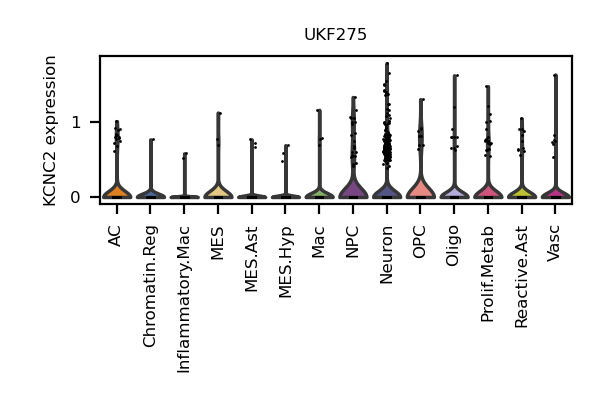 UKF275
KCNC2 expression
1
0
AC
Chromatin.Reg
Inflammatory.Mac
MES
MES.Ast
MES.Hyp
Mac
NPC
Neuron
OPC
Oligo
Prolif.Metab
Reactive.Ast
Vasc